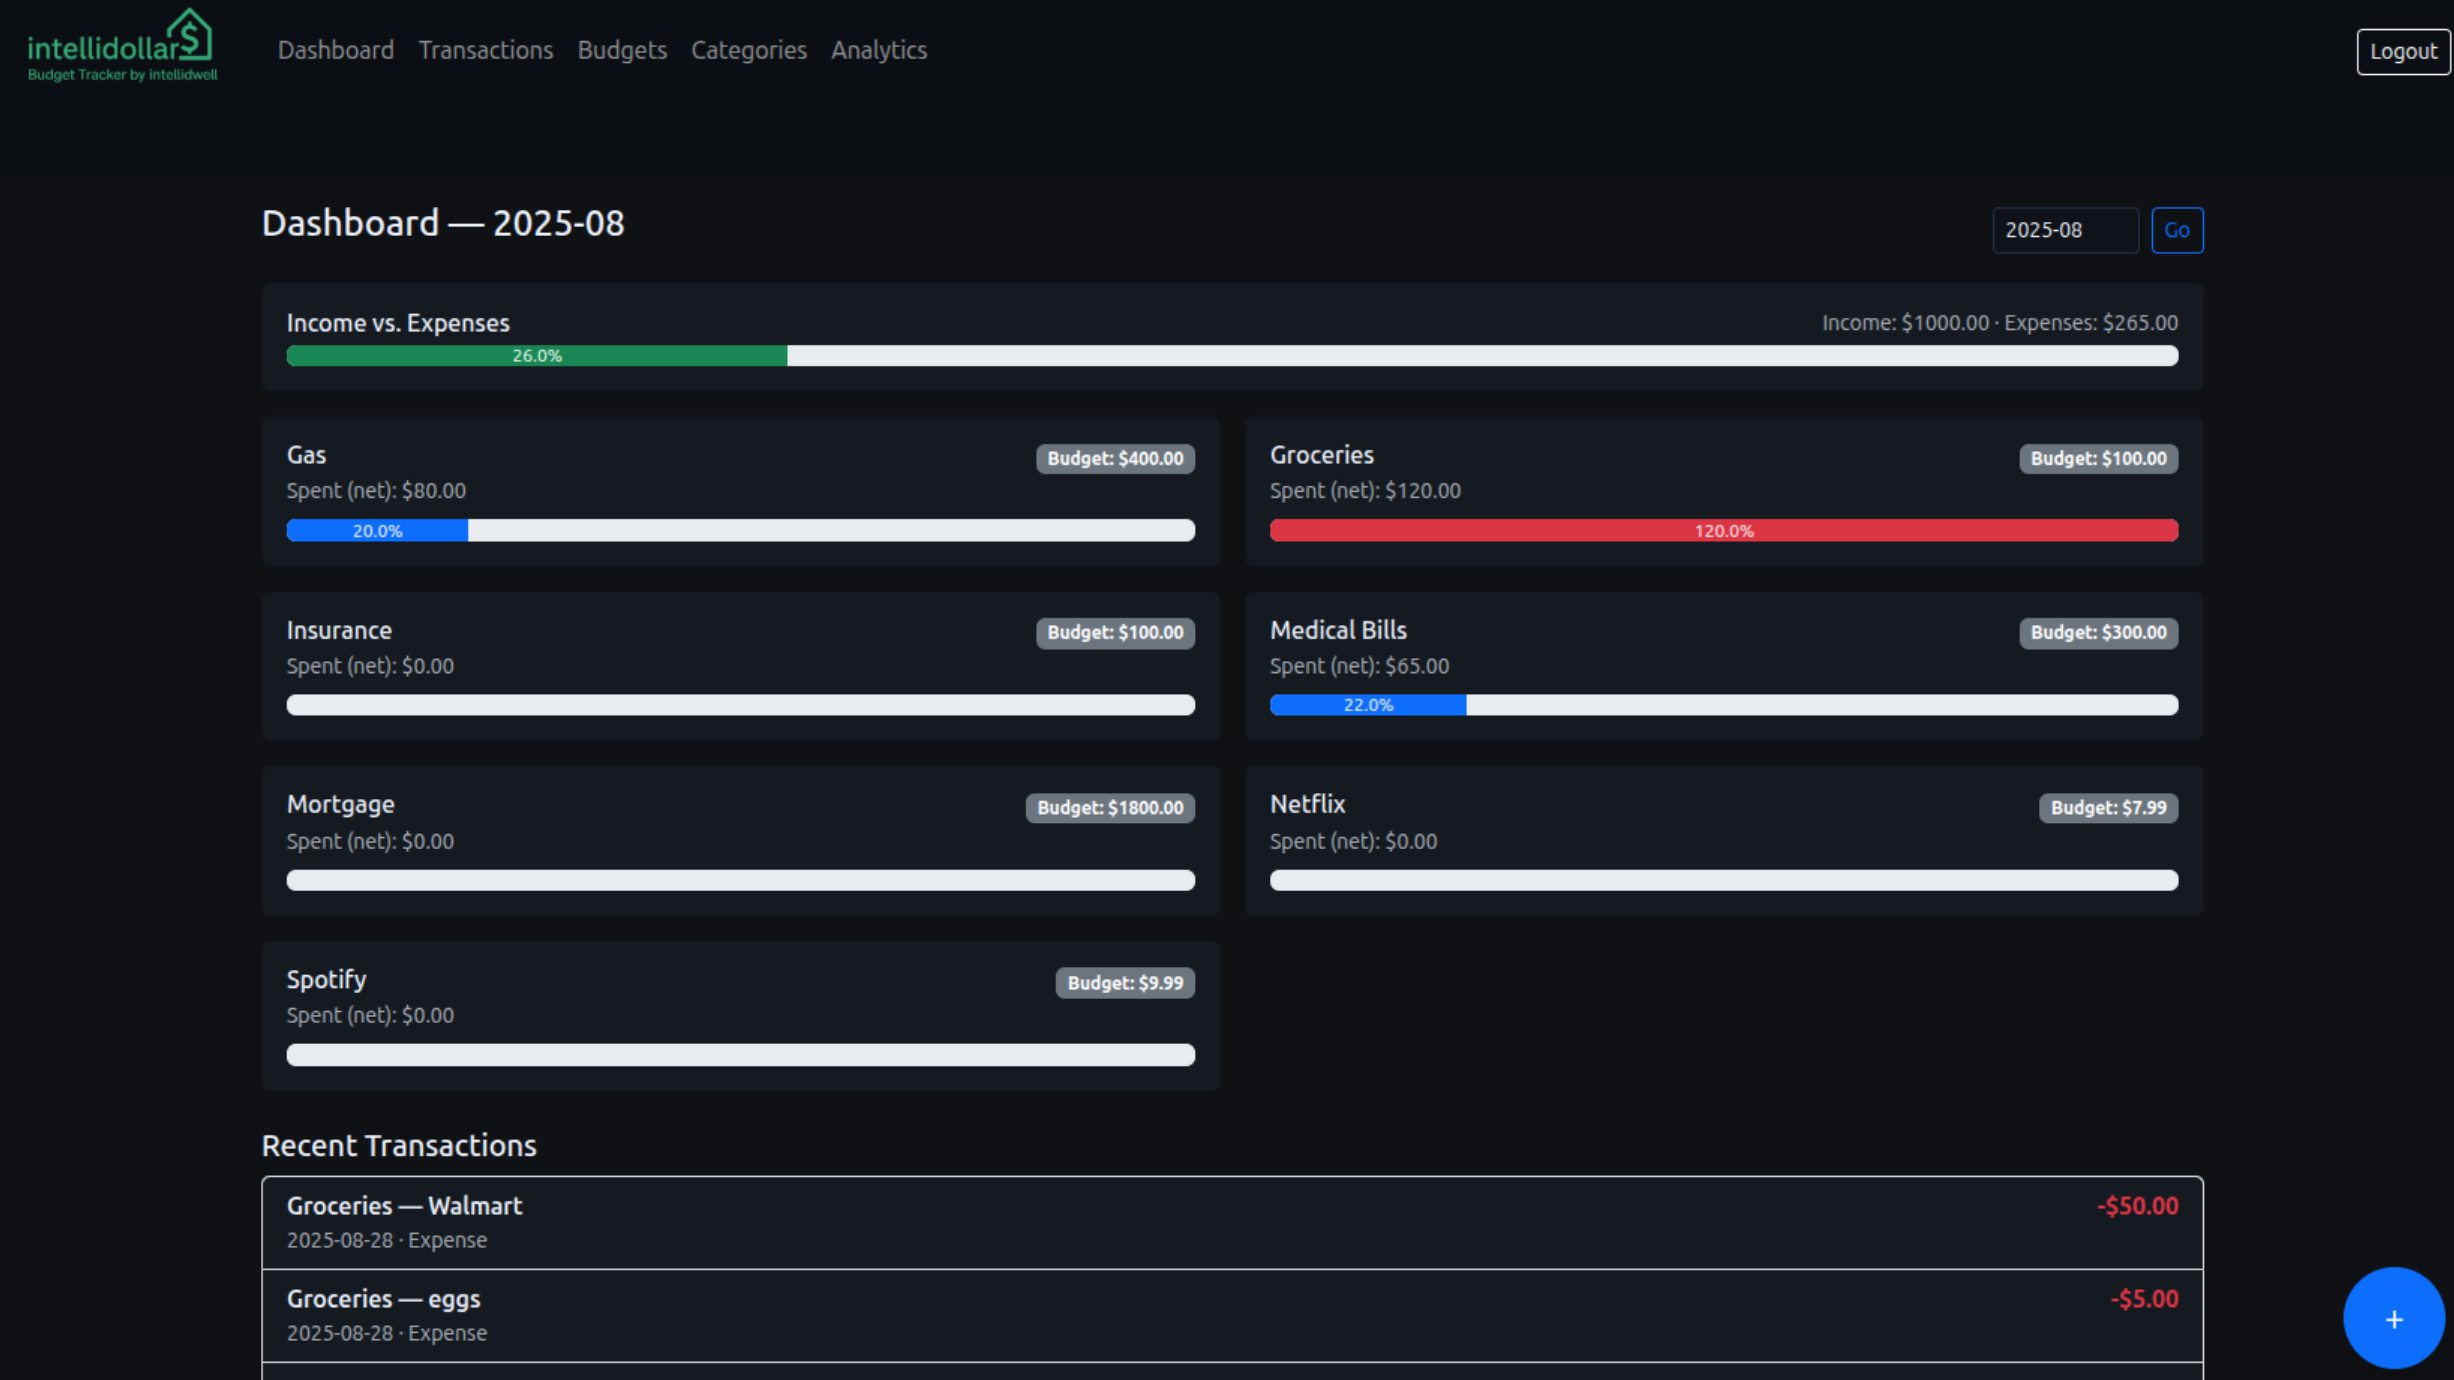 intellidollar$
Budget Tracker by intellidwell
Dashboard Transactions Budgets Categories Analytics
Logout
Dashboard — 2025-08
2025-08 Go
Income vs. Expenses
Income: $1000.00 · Expenses: $265.00
26.0%
Gas
Budget: $400.00
Spent (net): $80.00
20.0%
Groceries
Budget: $100.00
Spent (net): $120.00
120.0%
Insurance
Budget: $100.00
Spent (net): $0.00
Medical Bills
Budget: $300.00
Spent (net): $65.00
22.0%
Mortgage
Budget: $1800.00
Spent (net): $0.00
Netflix
Budget: $7.99
Spent (net): $0.00
Spotify
Budget: $9.99
Spent (net): $0.00
Recent Transactions
Groceries — Walmart
-$50.00
2025-08-28 · Expense
Groceries — eggs
-$5.00
2025-08-28 · Expense
+